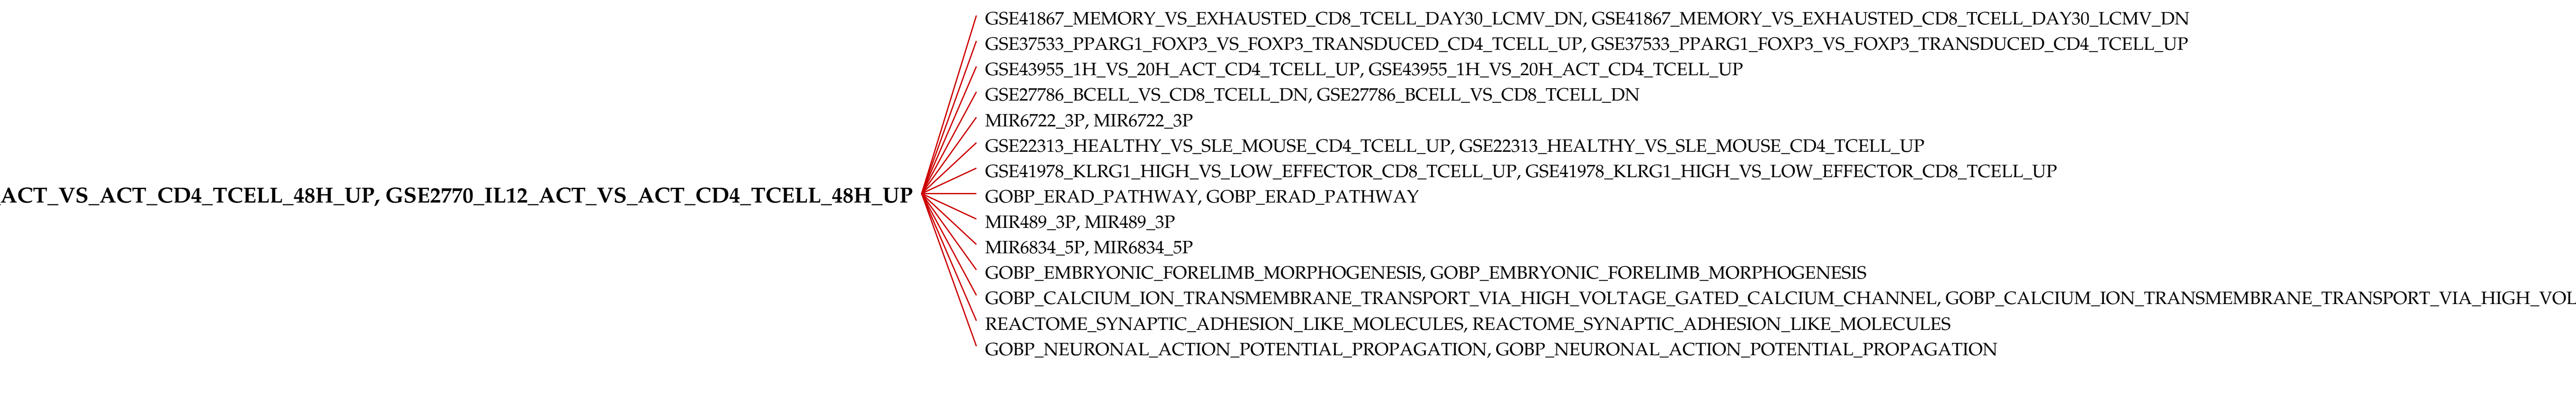 GSE41867_MEMORY_VS_EXHAUSTED_CD8_TCELL_DAY30_LCMV_DN, GSE41867_MEMORY_VS_EXHAUSTED_CD8_TCELL_DAY30_LCMV_DN
GSE37533_PPARG1_FOXP3_VS_FOXP3_TRANSDUCED_CD4_TCELL_UP, GSE37533_PPARG1_FOXP3_VS_FOXP3_TRANSDUCED_CD4_TCELL_UP
GSE43955_1H_VS_20H_ACT_CD4_TCELL_UP, GSE43955_1H_VS_20H_ACT_CD4_TCELL_UP
GSE27786_BCELL_VS_CD8_TCELL_DN, GSE27786_BCELL_VS_CD8_TCELL_DN
MIR6722_3P, MIR6722_3P
GSE22313_HEALTHY_VS_SLE_MOUSE_CD4_TCELL_UP, GSE22313_HEALTHY_VS_SLE_MOUSE_CD4_TCELL_UP
GSE41978_KLRG1_HIGH_VS_LOW_EFFECTOR_CD8_TCELL_UP, GSE41978_KLRG1_HIGH_VS_LOW_EFFECTOR_CD8_TCELL_UP
ACT_VS_ACT_CD4_TCELL_48H_UP, GSE2770_IL12_ACT_VS_ACT_CD4_TCELL_48H_UP
GOBP_ERAD_PATHWAY, GOBP_ERAD_PATHWAY
MIR489_3P, MIR489_3P
MIR6834_5P, MIR6834_5P
GOBP_EMBRYONIC_FORELIMB_MORPHOGENESIS, GOBP_EMBRYONIC_FORELIMB_MORPHOGENESIS
GOBP_CALCIUM_ION_TRANSMEMBRANE_TRANSPORT_VIA_HIGH_VOLTAGE_GATED_CALCIUM_CHANNEL, GOBP_CALCIUM_ION_TRANSMEMBRANE_TRANSPORT_VIA_HIGH_VOL
REACTOME_SYNAPTIC_ADHESION_LIKE_MOLECULES, REACTOME_SYNAPTIC_ADHESION_LIKE_MOLECULES
GOBP_NEURONAL_ACTION_POTENTIAL_PROPAGATION, GOBP_NEURONAL_ACTION_POTENTIAL_PROPAGATION